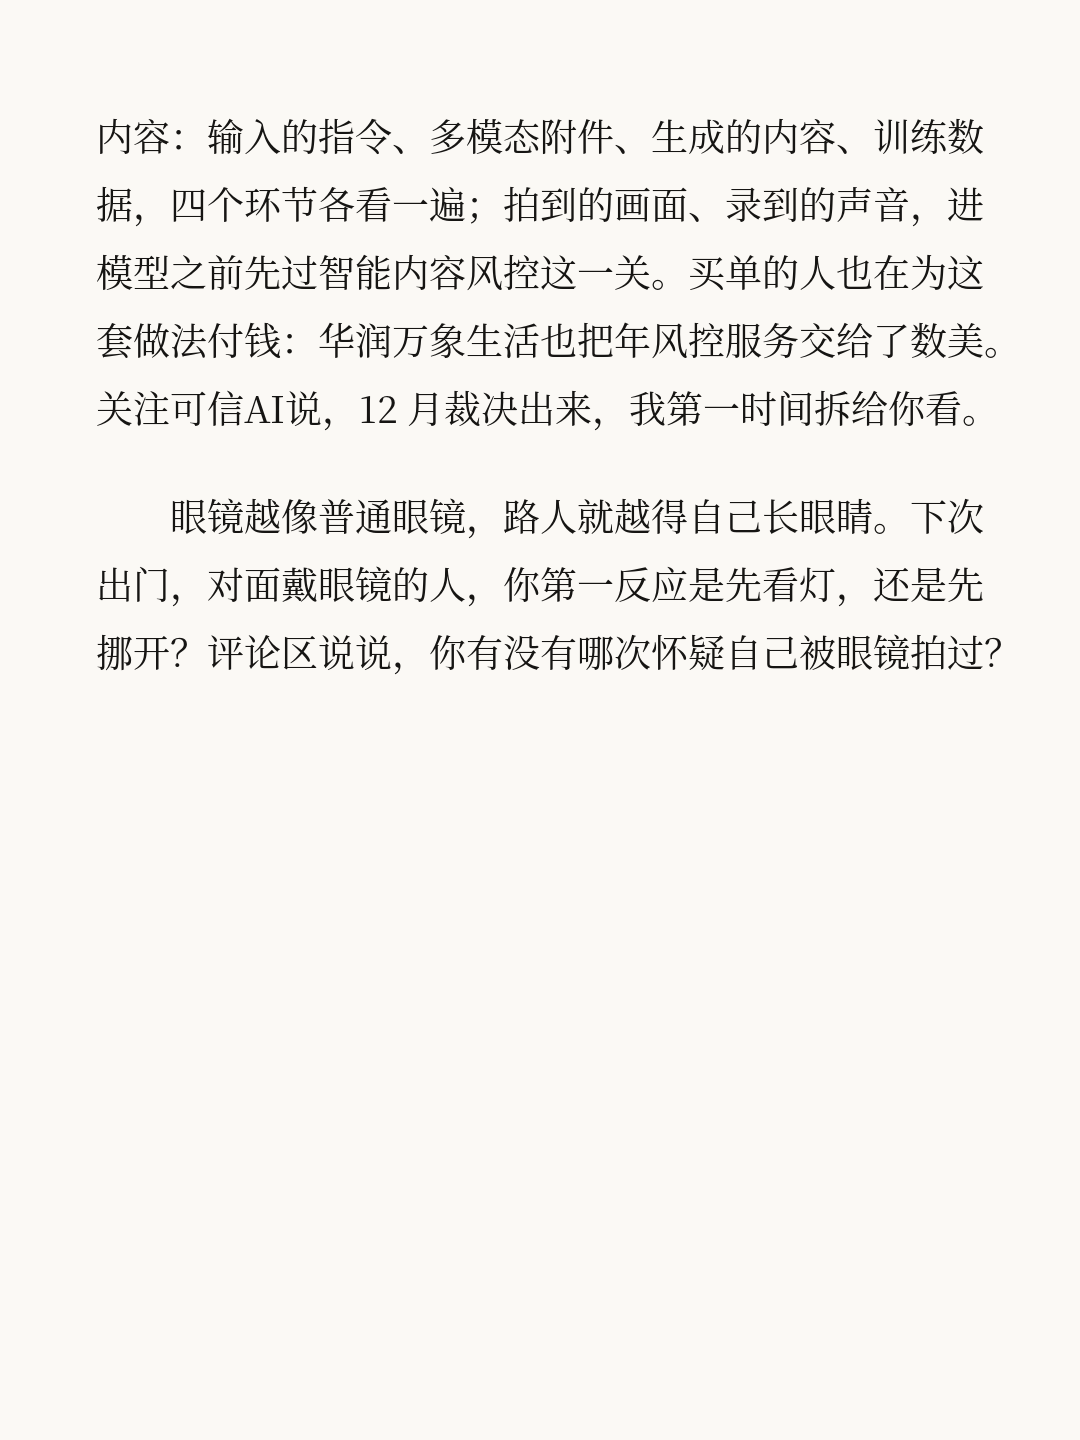 内容：输入的指令、多模态附件、生成的内容、训练数
据，四个环节各看一遍；拍到的画面、录到的声音，进
模型之前先过智能内容风控这一关。买单的人也在为这
套做法付钱：华润万象生活也把年风控服务交给了数美。
关注可信AI说，12 月裁决出来，我第一时间拆给你看。
眼镜越像普通眼镜，路人就越得自己长眼睛。下次
出门，对面戴眼镜的人，你第一反应是先看灯，还是先
挪开？评论区说说，你有没有哪次怀疑自己被眼镜拍过？